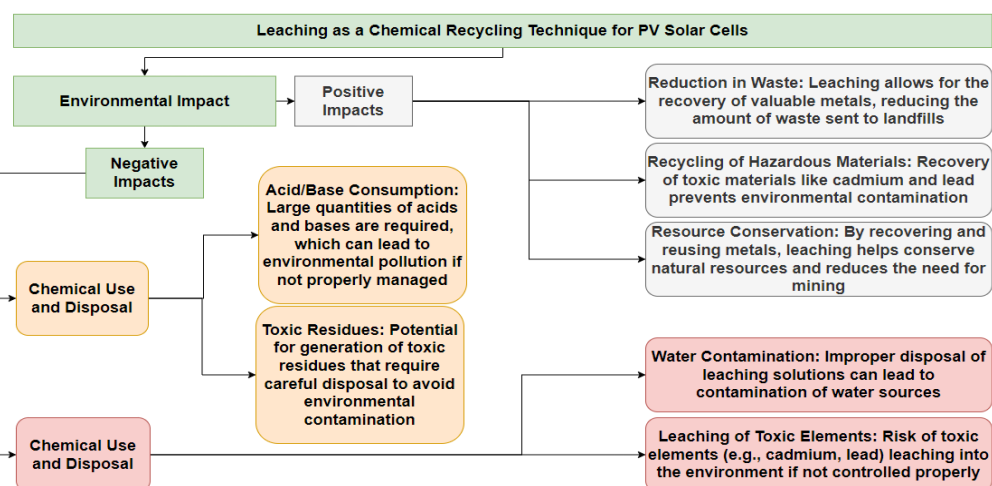 Leaching as a Chemical Recycling Technique for PV Solar Cells
Environmental Impact
Positive
Impacts
Reduction in Waste: Leaching allows for the
recovery of valuable metals, reducing the
amount of waste sent to landfills
Negative
Impacts
Recycling of Hazardous Materials: Recovery
of toxic materials like cadmium and lead
prevents environmental contamination
Resource Conservation: By recovering and
reusing metals, leaching helps conserve
natural resources and reduces the need for
mining
Chemical Use
and Disposal
Acid/Base Consumption:
Large quantities of acids
and bases are required,
which can lead to
environmental pollution if
not properly managed
Toxic Residues: Potential
for generation of toxic
residues that require
careful disposal to avoid
environmental
contamination
Chemical Use
and Disposal
Water Contamination: Improper disposal of
leaching solutions can lead to
contamination of water sources
Leaching of Toxic Elements: Risk of toxic
elements (e.g., cadmium, lead) leaching into
the environment if not controlled properly